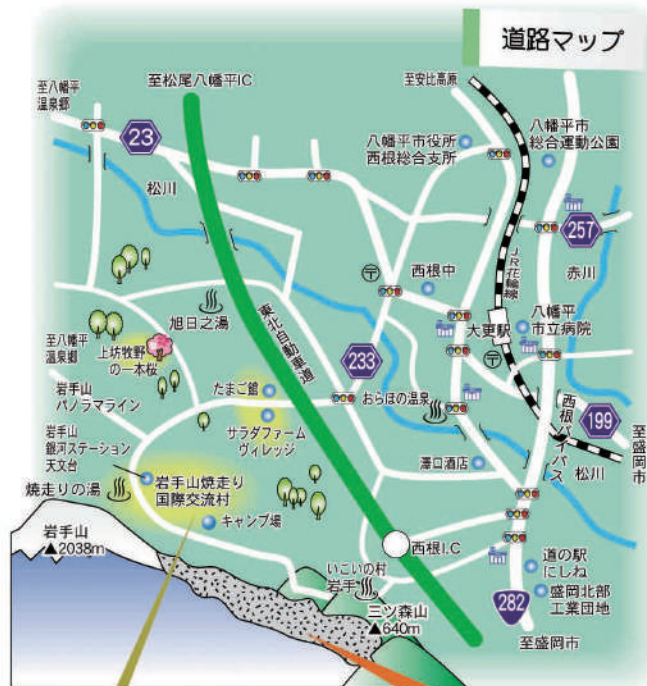 道路マップ
至松尾八幡平IC
至安比高原
至八幡平
温泉郷
23
八幡平市役所
西根総合支所
八幡平市
総合運動公園
松川
257
赤川
西根中
JR花輪線
旭日之湯
東北自動車道
大更駅
八幡平
市立病院
至八幡平
温泉郷
上坊牧野
の一本桜
233
岩手山
パノラマライン
たまご館
おらほの温泉
西根バイパス
199
サラダファーム
ヴィレッジ
至盛岡市
岩手山
銀河ステーション
天文台
澤口酒店
松川
焼走りの湯
岩手山焼走り
国際交流村
キャンプ場
岩手山
▲2038m
西根I.C
いこいの村
岩手
道の駅
にしね
三ツ森山
▲640m
282
盛岡北部
工業団地
至盛岡市